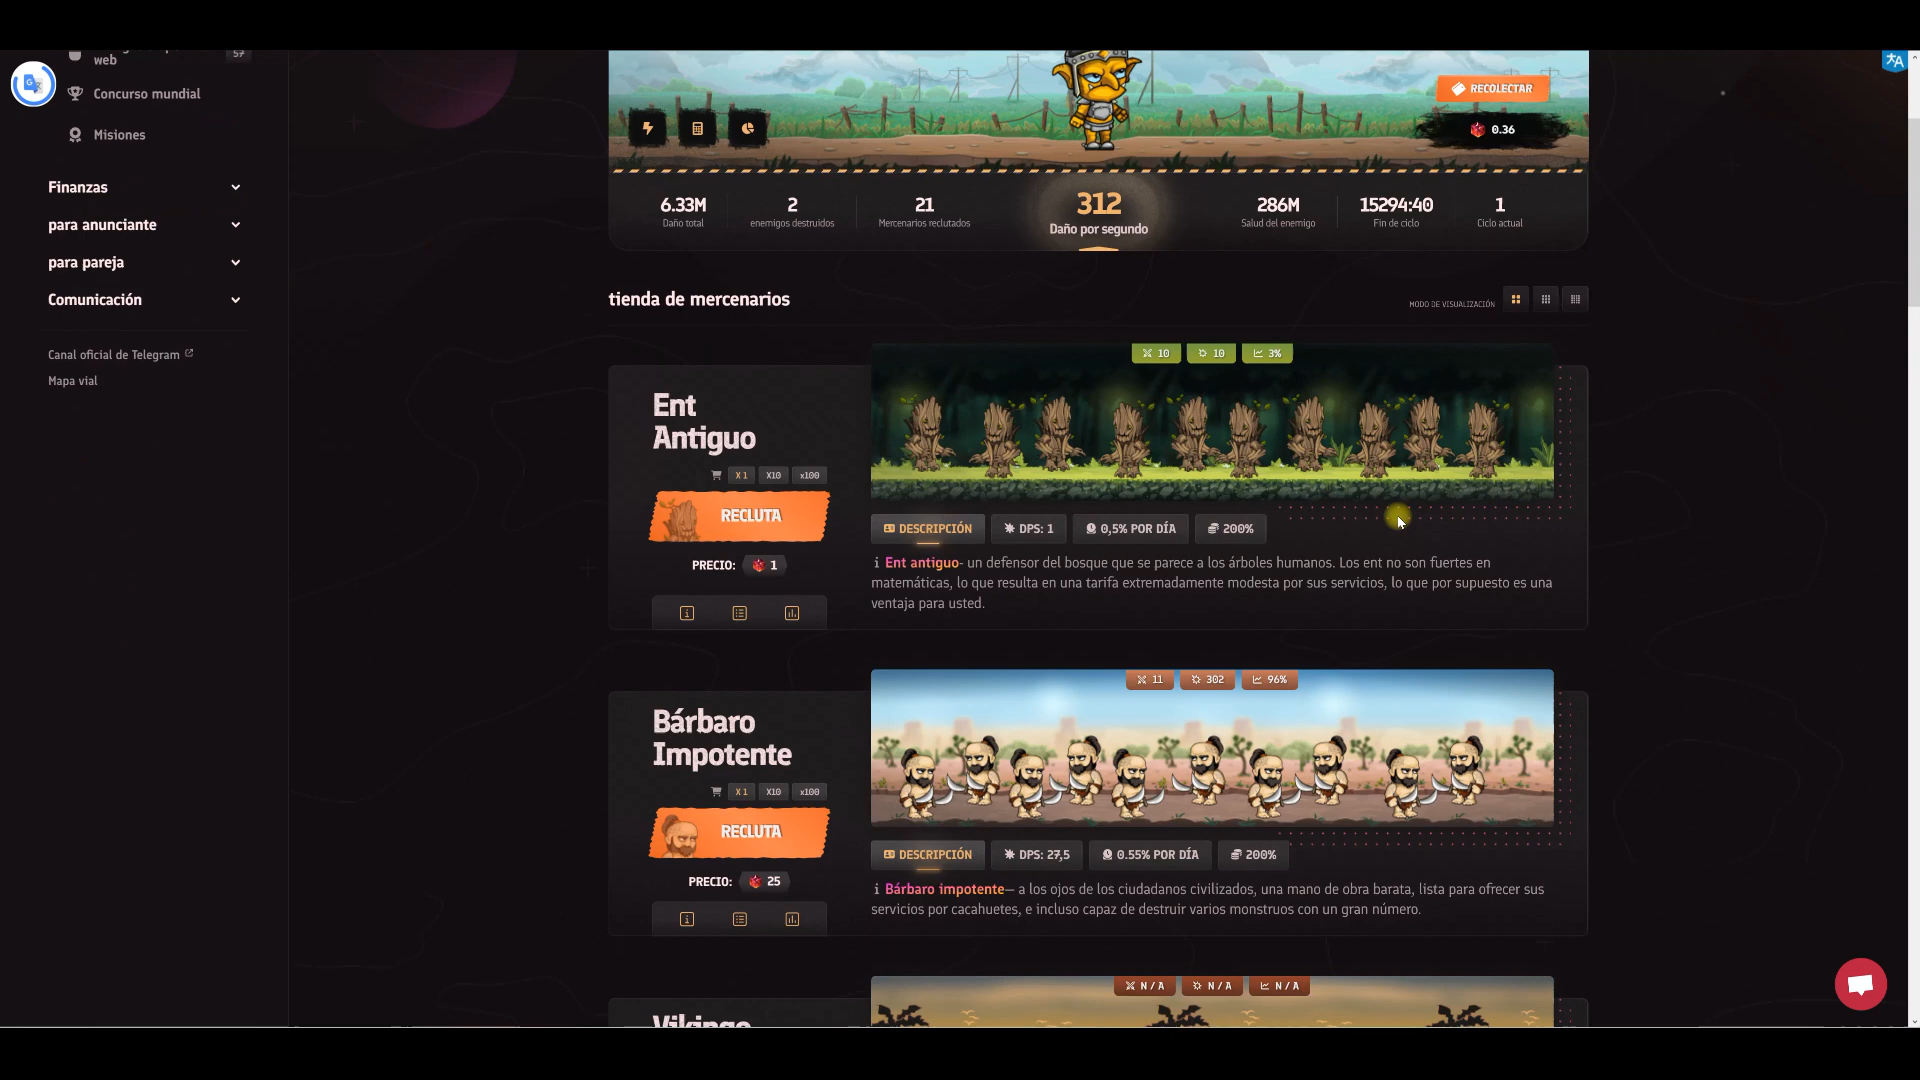 web
57
Concurso mundial
Misiones
Finanzas
para anunciante
para pareja
Comunicación
Canal oficial de Telegram
Mapa vial
RECOLECTAR
0.36
6.33M
Daño total
2
enemigos destruidos
21
Mercenarios reclutados
312
Daño por segundo
286M
Salud del enemigo
15294:40
Fin de ciclo
1
Ciclo actual
tienda de mercenarios
MODO DE VISUALIZACIÓN
10 10 3%
Ent
Antiguo
X1 X10 x100
RECLUTA
PRECIO: 1
DESCRIPCIÓN DPS: 1 0,5% POR DÍA 200%
Ent antiguo- un defensor del bosque que se parece a los árboles humanos. Los ent no son fuertes en
matemáticas, lo que resulta en una tarifa extremadamente modesta por sus servicios, lo que por supuesto es una
ventaja para usted.
11 302 96%
Bárbaro
Impotente
X1 X10 x100
RECLUTA
PRECIO: 25
DESCRIPCIÓN DPS: 27,5 0.55% POR DÍA 200%
Bárbaro impotente— a los ojos de los ciudadanos civilizados, una mano de obra barata, lista para ofrecer sus
servicios por cacahuetes, e incluso capaz de destruir varios monstruos con un gran número.
N / A N / A N / A
Vikingo